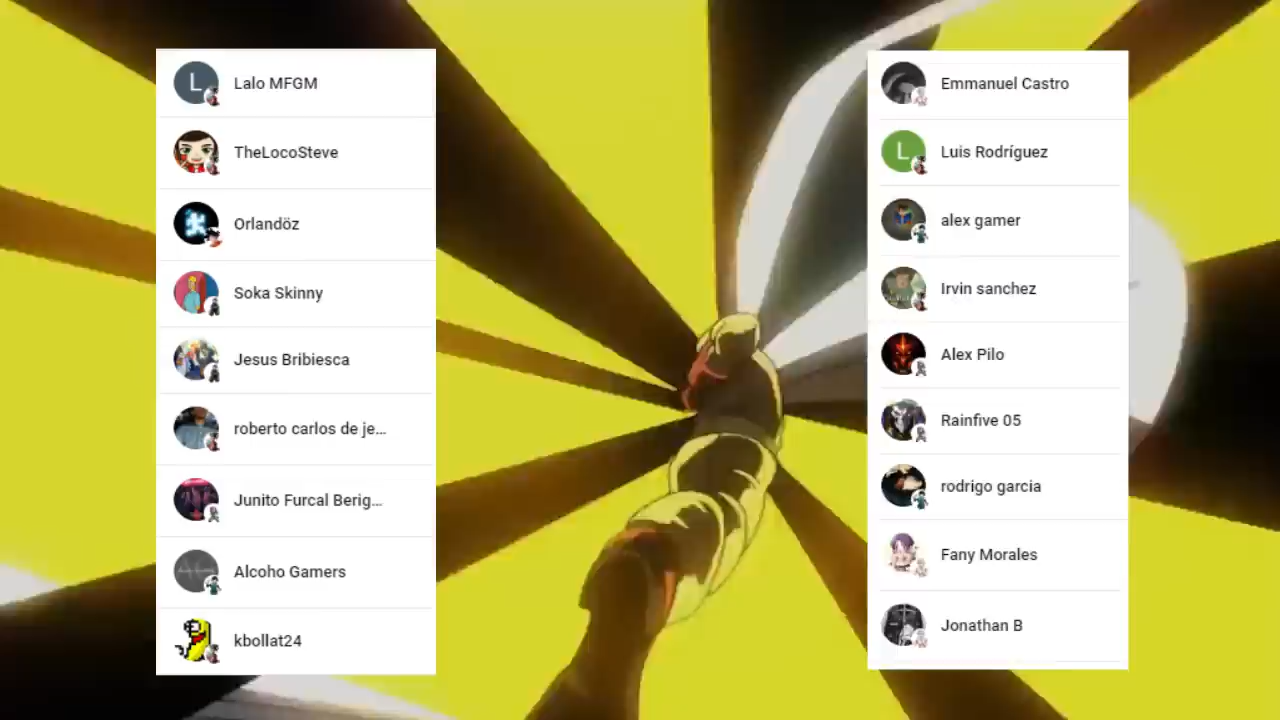 L Lalo MFGM
TheLocoSteve
Orlandöz
Soka Skinny
Jesus Bribiesca
roberto carlos de je...
Junito Furcal Berig...
Alcoho Gamers
kbollat24
Emmanuel Castro
L Luis Rodríguez
alex gamer
Irvin sanchez
Alex Pilo
Rainfive 05
rodrigo garcia
Fany Morales
Jonathan B